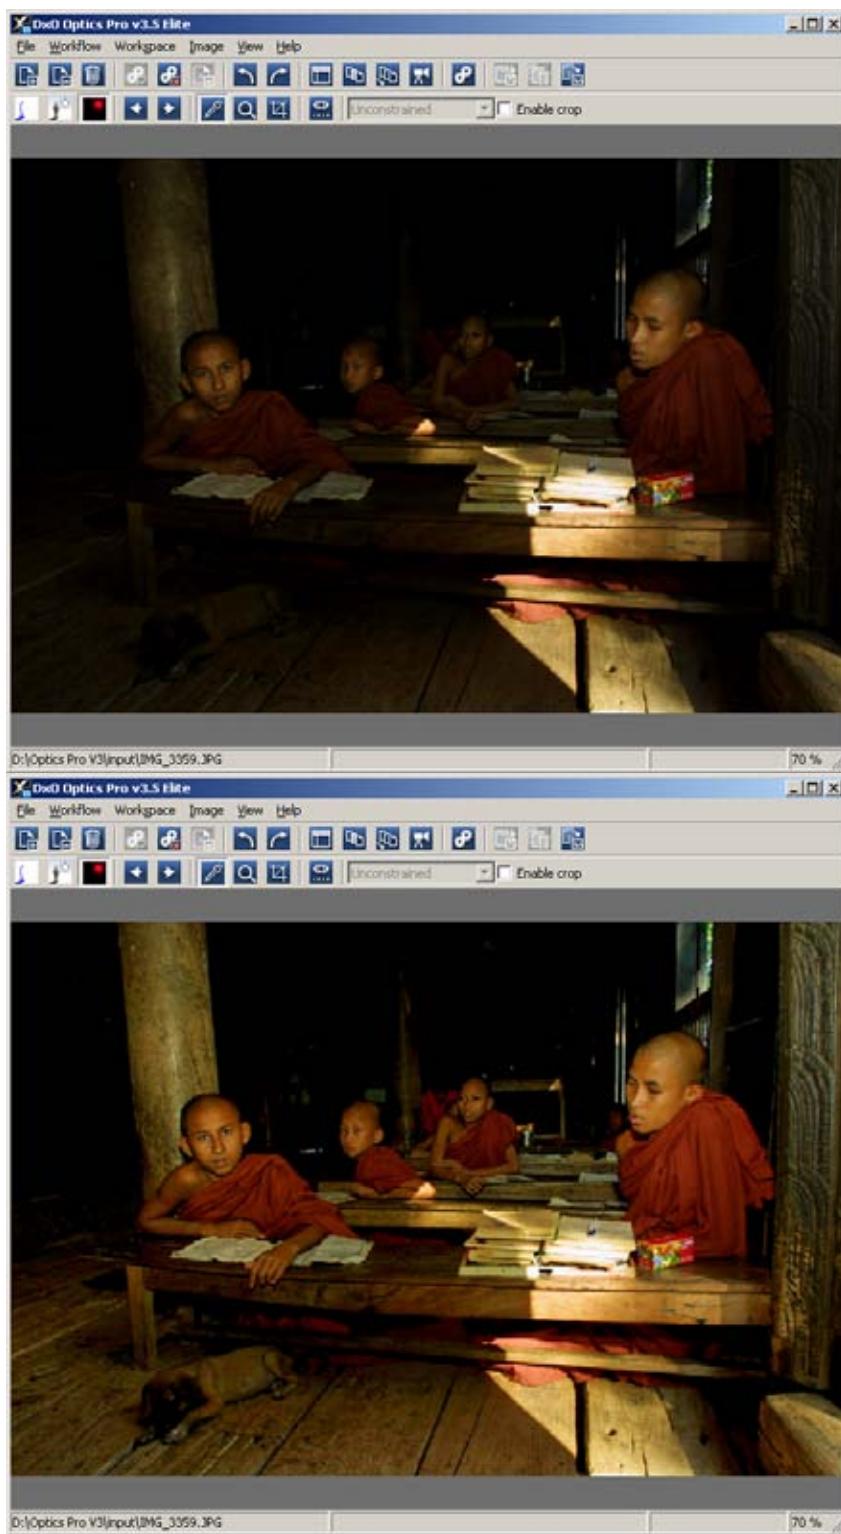 DxO Optics Pro v3.5 Elite
File Workflow Workspace Image View Help
Unconstrained Enable crop
D:\Optics Pro V3\input\IMG_3359.JPG 70 %
DxO Optics Pro v3.5 Elite
File Workflow Workspace Image View Help
Unconstrained Enable crop
D:\Optics Pro V3\input\IMG_3359.JPG 70 %